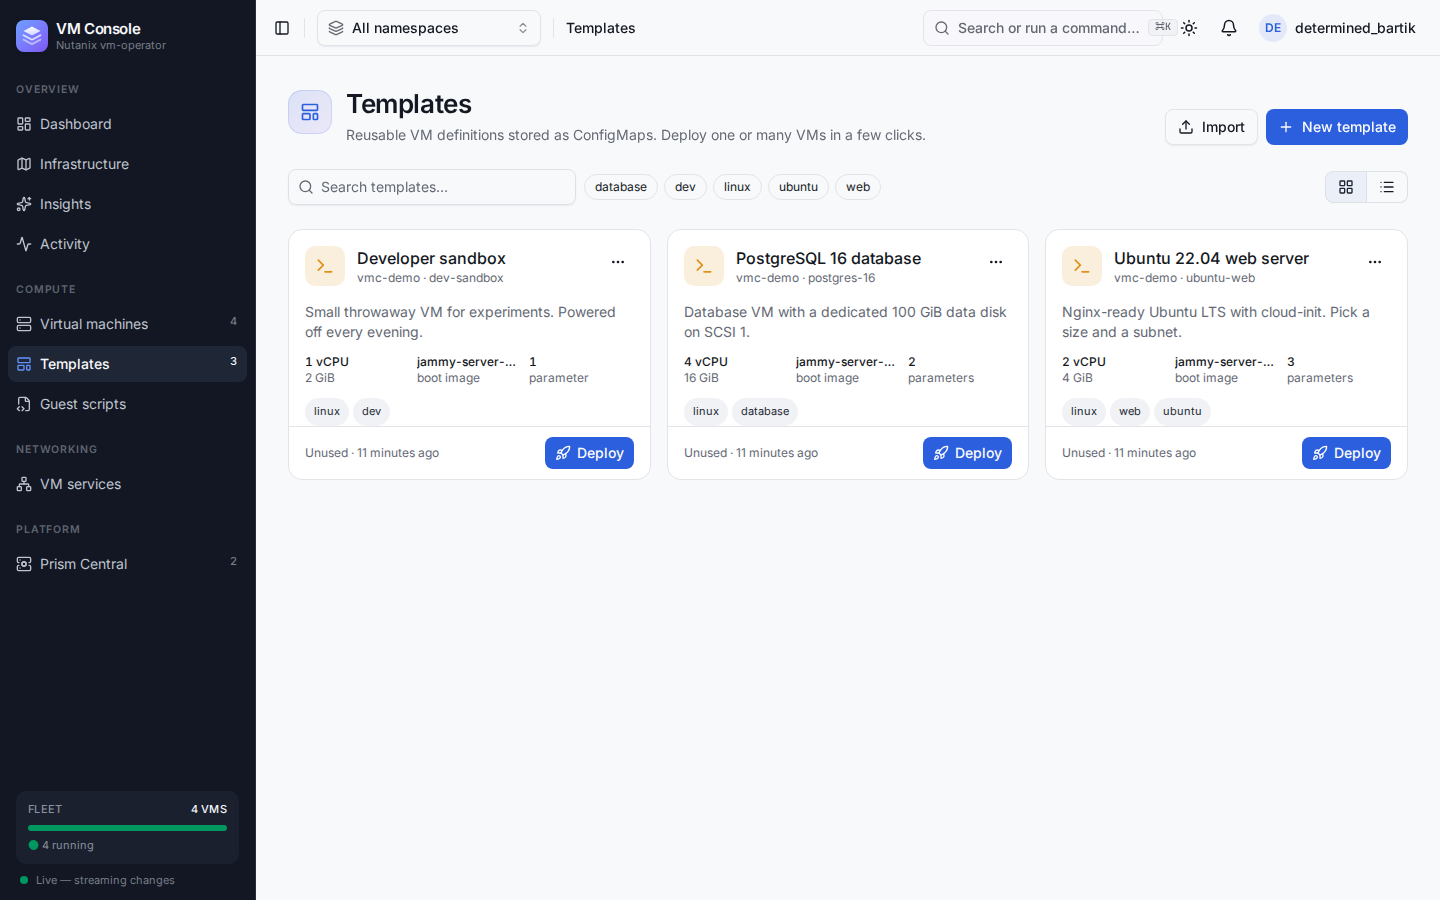 VM Console
Nutanix vm-operator
OVERVIEW
Dashboard
Infrastructure
Insights
Activity
COMPUTE
Virtual machines 4
Templates 3
Guest scripts
NETWORKING
VM services
PLATFORM
Prism Central 2
FLEET 4 VMS
4 running
Live — streaming changes
All namespaces
Templates
Search or run a command... ⌘K
DE determined_bartik
Templates
Reusable VM definitions stored as ConfigMaps. Deploy one or many VMs in a few clicks.
Import
New template
Search templates...
database dev linux ubuntu web
Developer sandbox
vmc-demo · dev-sandbox
Small throwaway VM for experiments. Powered
off every evening.
1 vCPU jammy-server-... 1
2 GiB boot image parameter
linux dev
Unused · 11 minutes ago Deploy
PostgreSQL 16 database
vmc-demo · postgres-16
Database VM with a dedicated 100 GiB data disk
on SCSI 1.
4 vCPU jammy-server-... 2
16 GiB boot image parameters
linux database
Unused · 11 minutes ago Deploy
Ubuntu 22.04 web server
vmc-demo · ubuntu-web
Nginx-ready Ubuntu LTS with cloud-init. Pick a
size and a subnet.
2 vCPU jammy-server-... 3
4 GiB boot image parameters
linux web ubuntu
Unused · 11 minutes ago Deploy